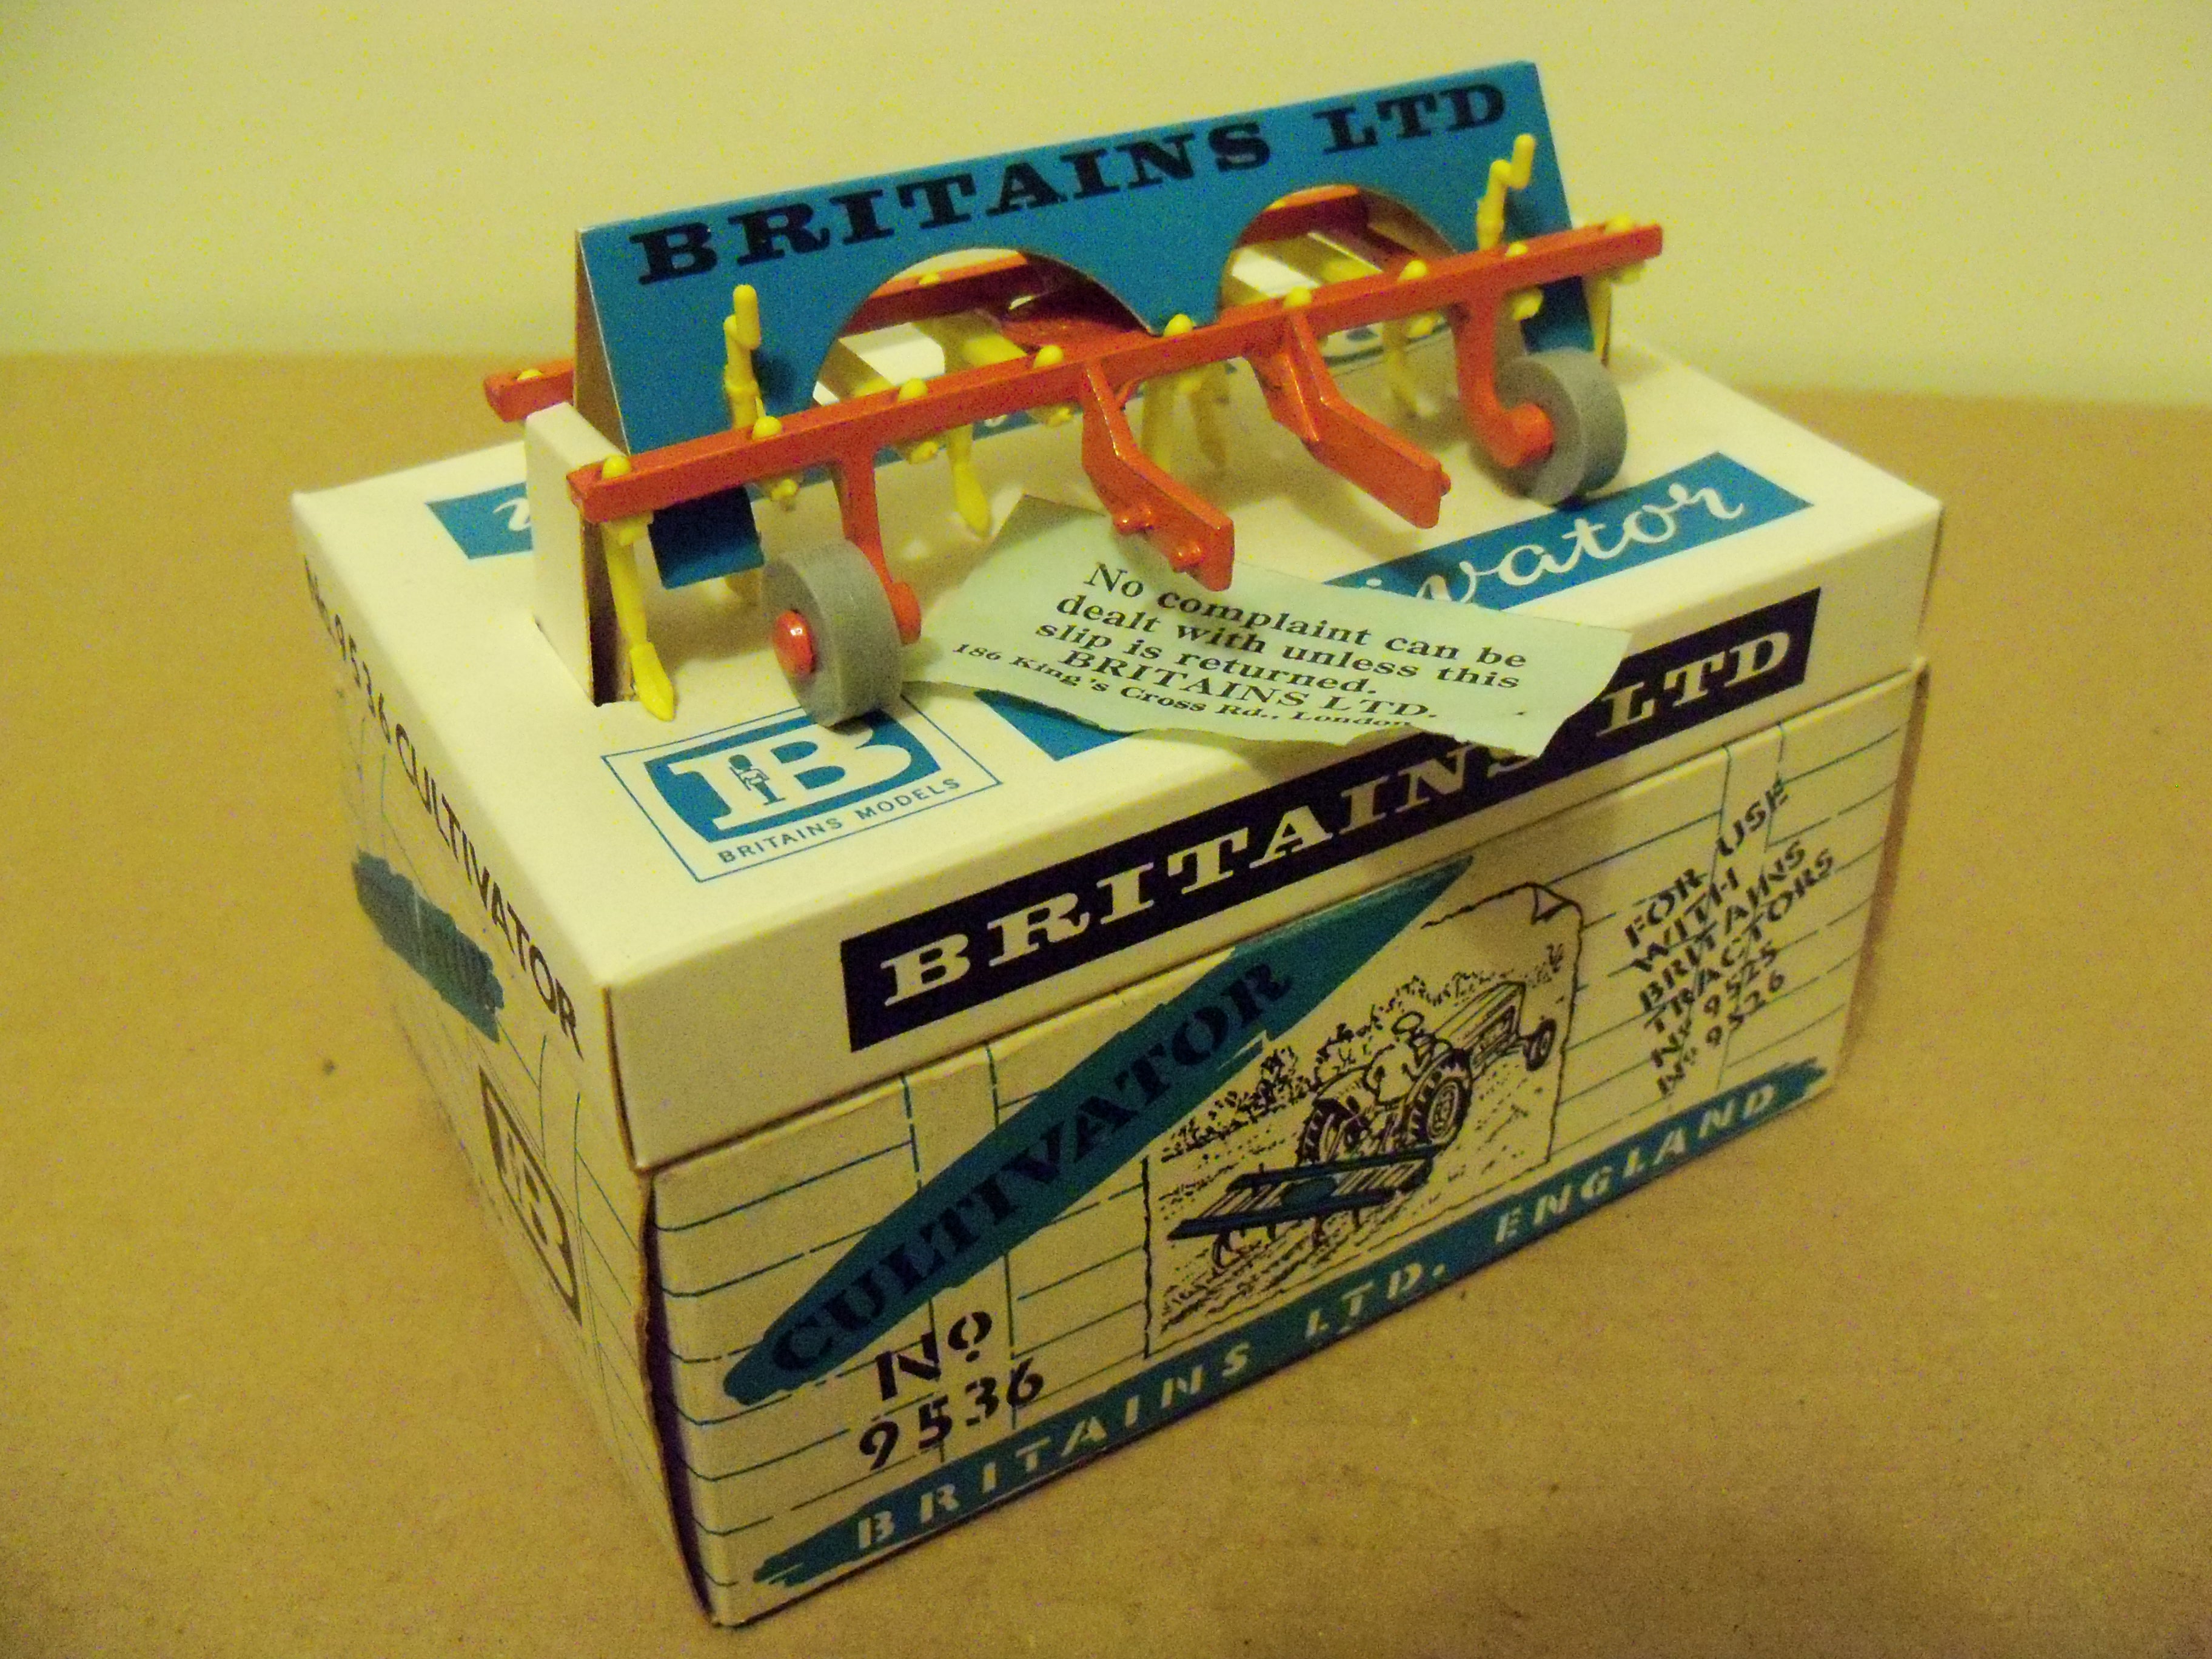 BRITAINS LTD
ivator
No complaint can be
dealt with unless this
slip is returned.
BRITAINS LTD.
186 King's Cross Rd., London
B
BRITAINS MODELS
BRITAINS LTD
No 9536 CULTIVATOR
B
CULTIVATOR
No
9536
FOR USE
WITH
BRITAINS
TRACTORS
No 9525
No 9526
BRITAINS LTD. ENGLAND